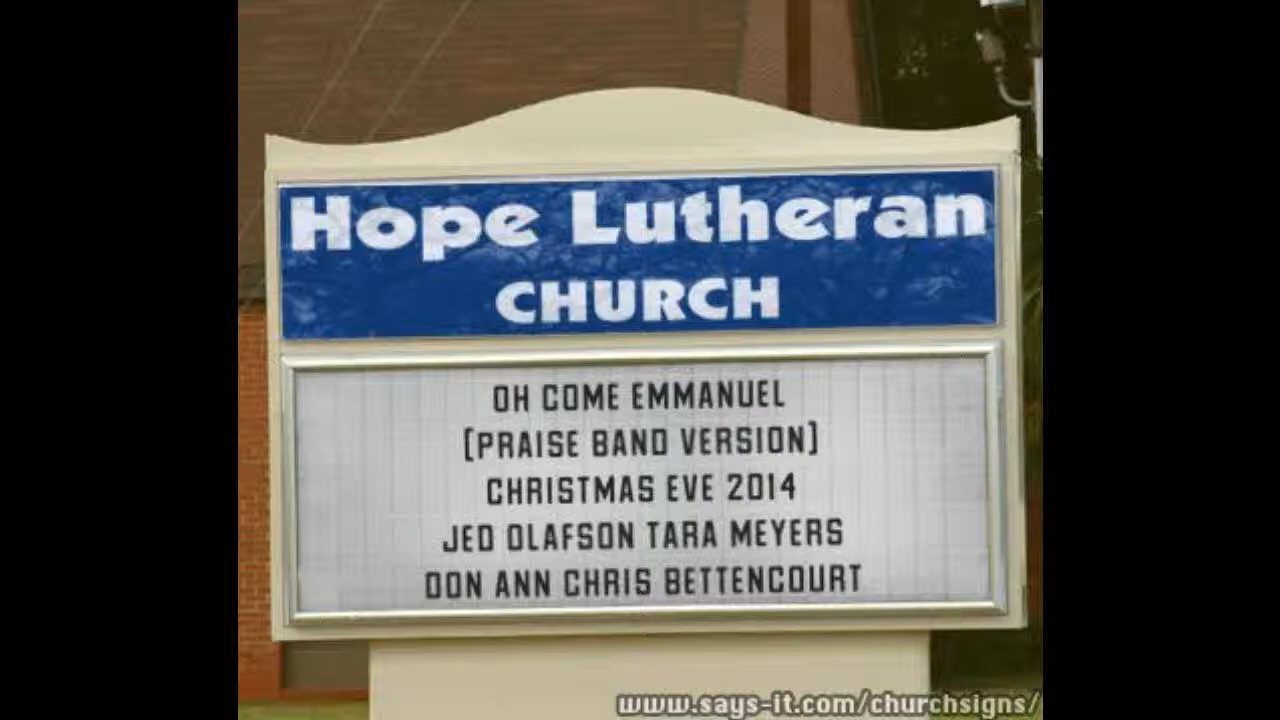 Hope Lutheran
CHURCH
OH COME EMMANUEL
[PRAISE BAND VERSION]
CHRISTMAS EVE 2014
JED OLAFSON TARA MEYERS
DON ANN CHRIS BETTENCOURT
www.says-it.com/churchsigns/